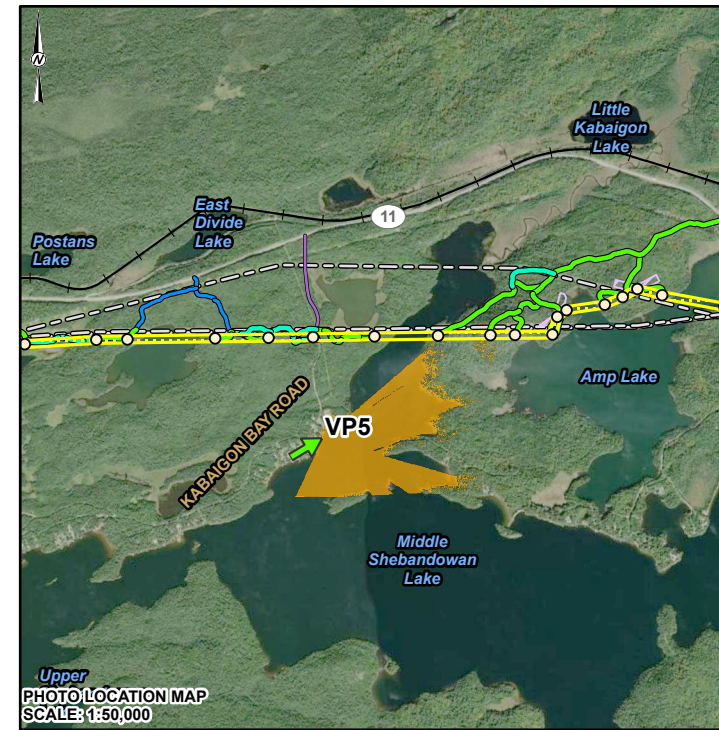 N
Little
Kabaigon
Lake
East
Divide
Lake
11
Postans
Lake
Amp Lake
KABAIGON BAY ROAD
VP5
Middle
Shebandowan
Lake
Upper
PHOTO LOCATION MAP
SCALE: 1:50,000